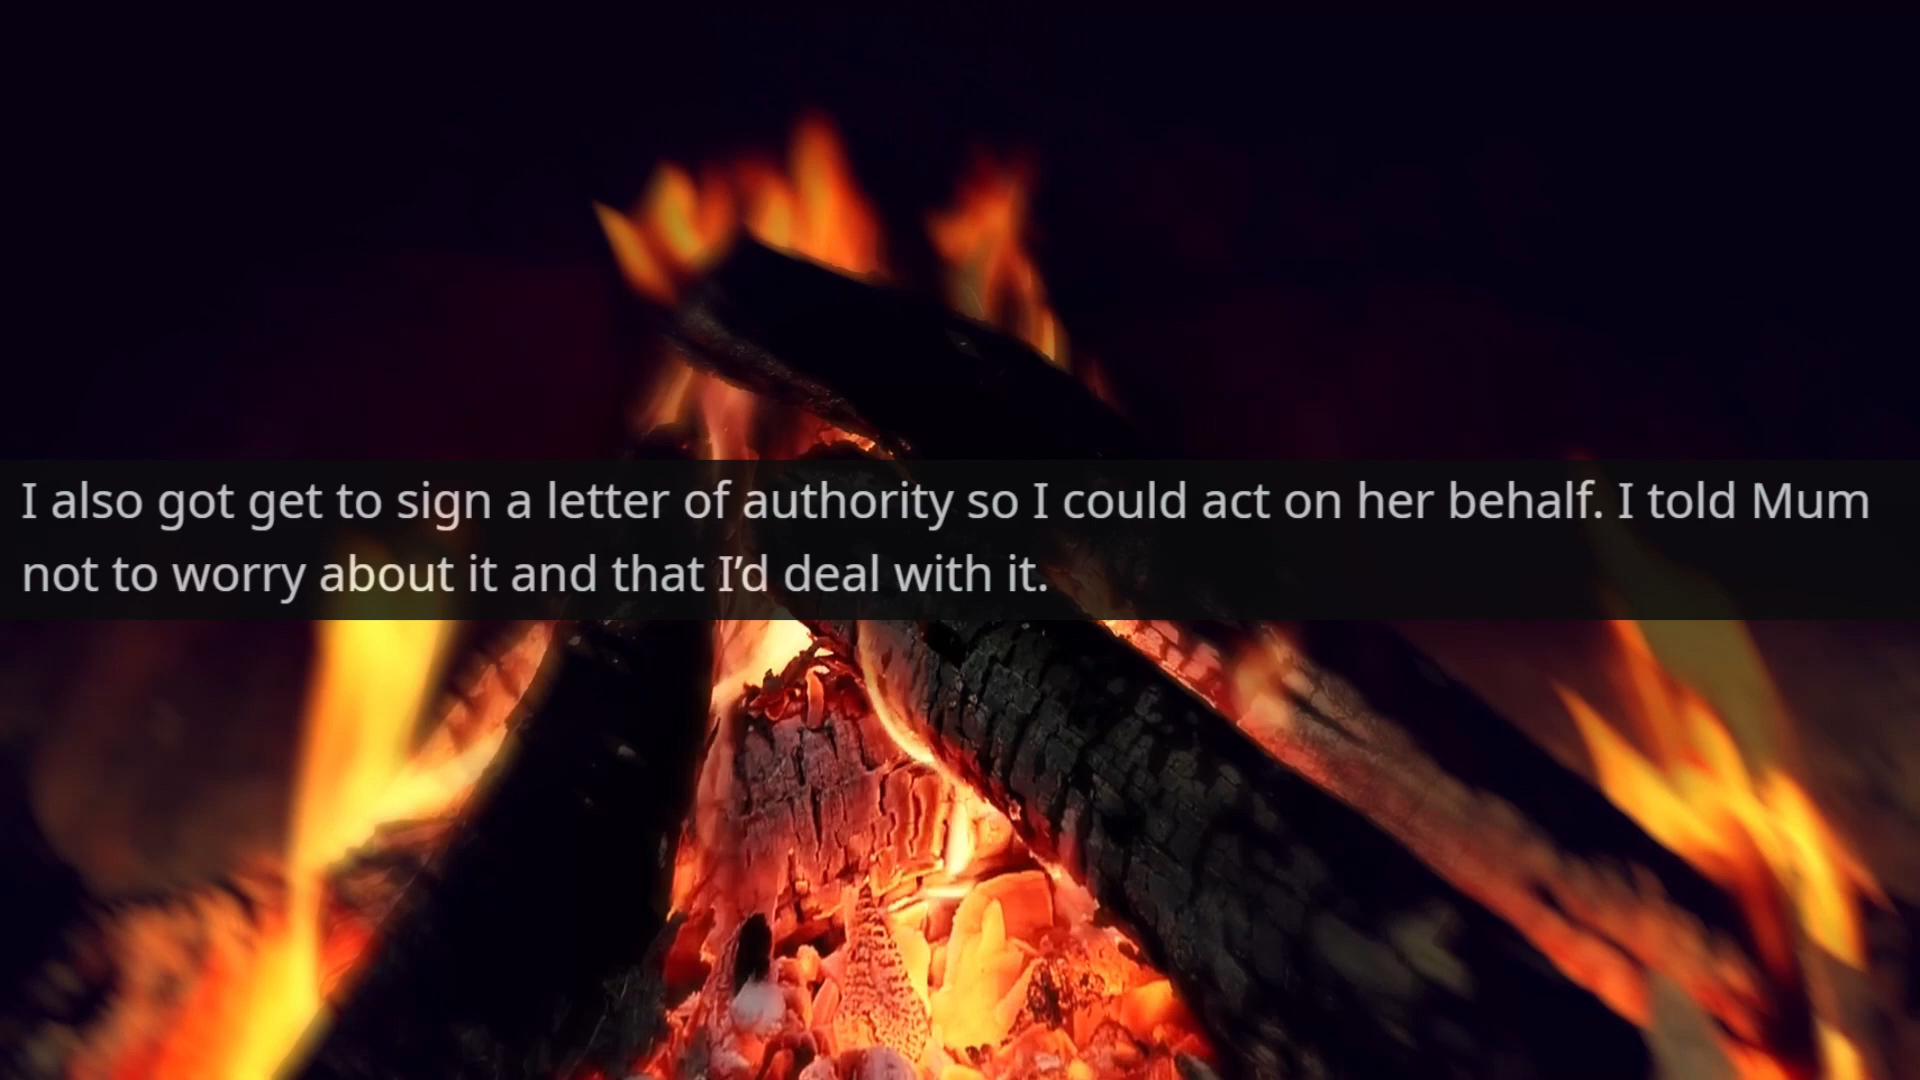 I also got get to sign a letter of authority so I could act on her behalf. I told Mum
not to worry about it and that I’d deal with it.